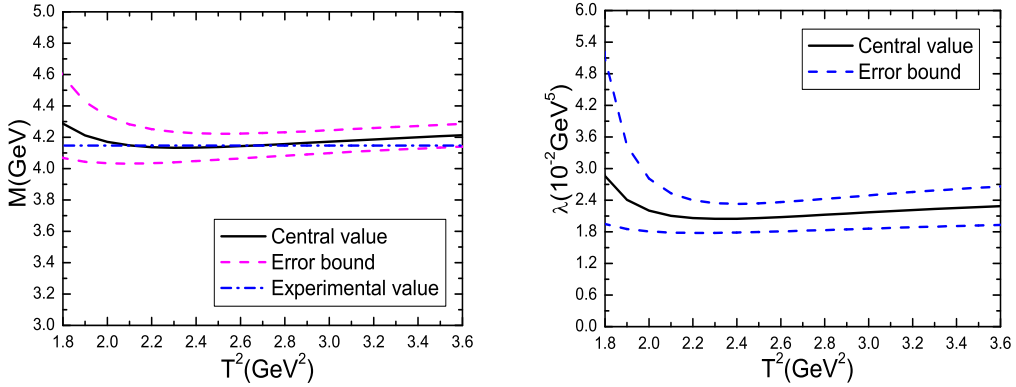 5.0
4.8
4.6
4.4
4.2
4.0
3.8
3.6
3.4
3.2
3.0
M(GeV)
Central value
Error bound
Experimental value
1.8 2.0 2.2 2.4 2.6 2.8 3.0 3.2 3.4 3.6
T²(GeV²)
6.0
5.4
4.8
4.2
3.6
3.0
2.4
1.8
1.2
0.6
0.0
λ(10⁻²GeV⁵)
Central value
Error bound
1.8 2.0 2.2 2.4 2.6 2.8 3.0 3.2 3.4 3.6
T²(GeV²)